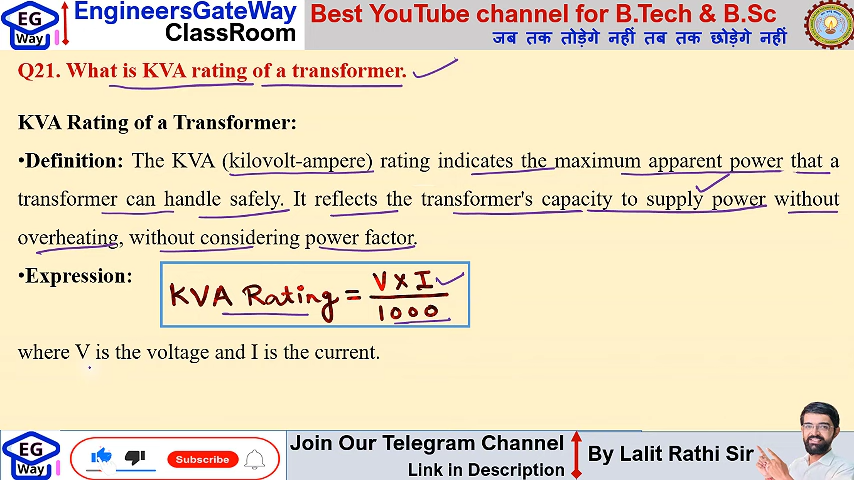 EG
Way
EngineersGateWay
ClassRoom
Best YouTube channel for B.Tech & B.Sc
जब तक तोड़ेगे नहीं तब तक छोड़ेगे नहीं
Q21. What is KVA rating of a transformer.
KVA Rating of a Transformer:
•Definition: The KVA (kilovolt-ampere) rating indicates the maximum apparent power that a
transformer can handle safely. It reflects the transformer's capacity to supply power without
overheating, without considering power factor.
•Expression:
KVA Rating = V X I / 1000
where V is the voltage and I is the current.
EG
Way
Subscribe
Join Our Telegram Channel
Link in Description
By Lalit Rathi Sir